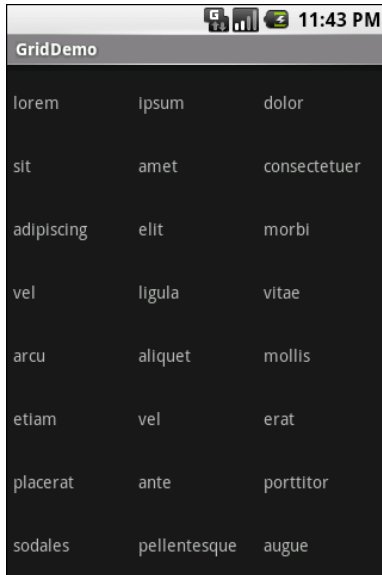 11:43 PM
GridDemo
lorem ipsum dolor
sit amet consectetuer
adipiscing elit morbi
vel ligula vitae
arcu aliquet mollis
etiam vel erat
placerat ante porttitor
sodales pellentesque augue